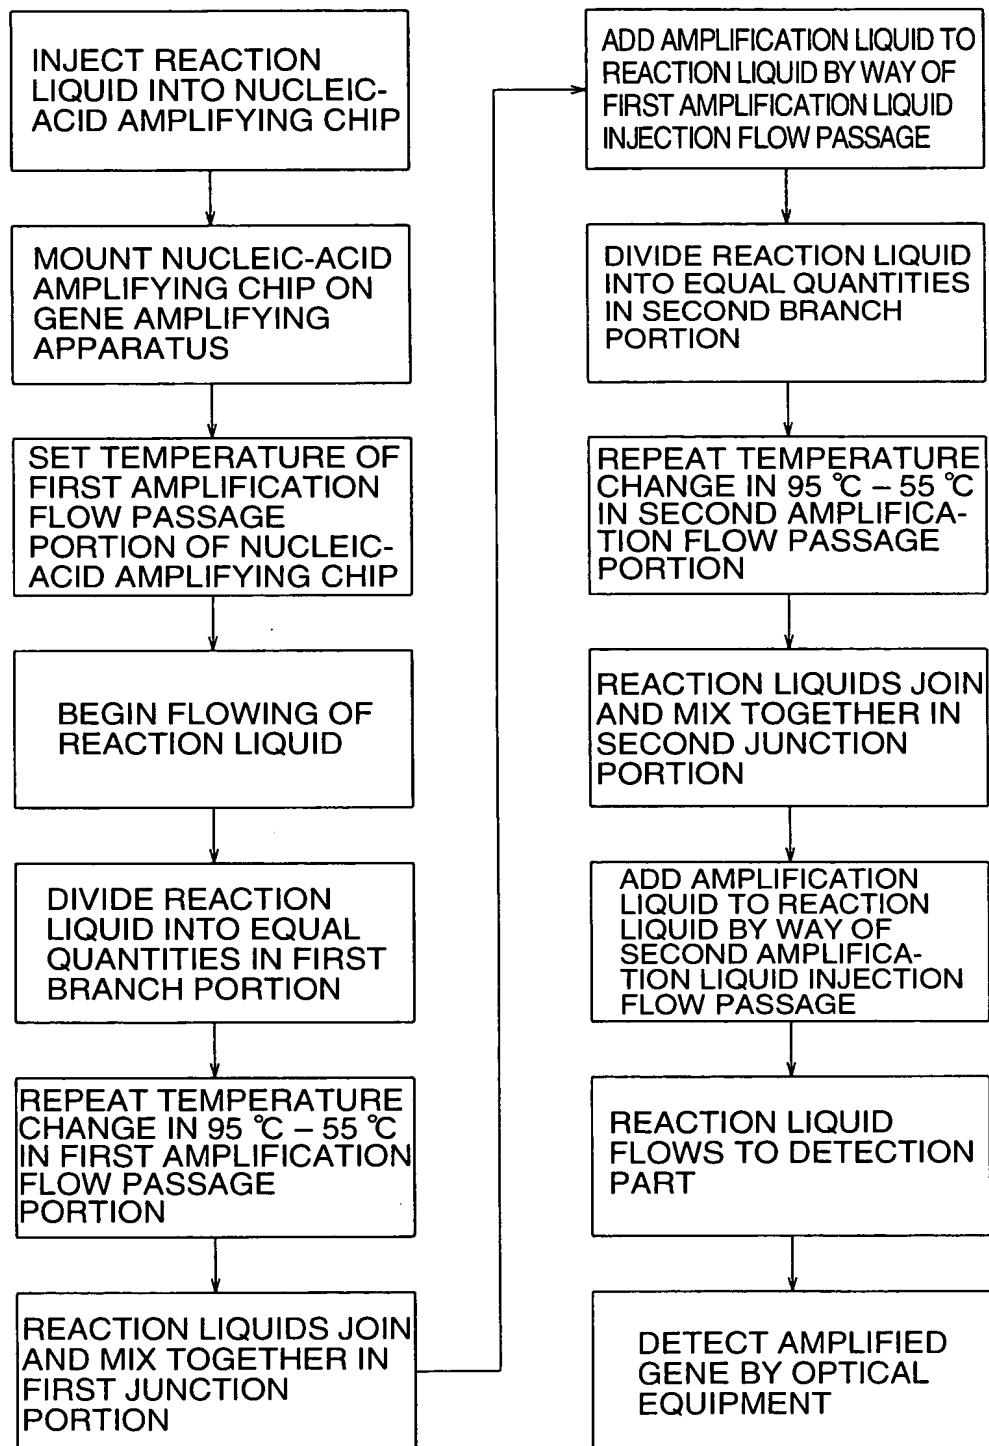 INJECT REACTION
LIQUID INTO NUCLEIC-
ACID AMPLIFYING CHIP
MOUNT NUCLEIC-ACID
AMPLIFYING CHIP ON
GENE AMPLIFYING
APPARATUS
SET TEMPERATURE OF
FIRST AMPLIFICATION
FLOW PASSAGE
PORTION OF NUCLEIC-
ACID AMPLIFYING CHIP
BEGIN FLOWING OF
REACTION LIQUID
DIVIDE REACTION
LIQUID INTO EQUAL
QUANTITIES IN FIRST
BRANCH PORTION
REPEAT TEMPERATURE
CHANGE IN 95 °C – 55 °C
IN FIRST AMPLIFICATION
FLOW PASSAGE
PORTION
REACTION LIQUIDS JOIN
AND MIX TOGETHER IN
FIRST JUNCTION
PORTION
ADD AMPLIFICATION LIQUID TO
REACTION LIQUID BY WAY OF
FIRST AMPLIFICATION LIQUID
INJECTION FLOW PASSAGE
DIVIDE REACTION LIQUID
INTO EQUAL QUANTITIES
IN SECOND BRANCH
PORTION
REPEAT TEMPERATURE
CHANGE IN 95 °C – 55 °C
IN SECOND AMPLIFICA-
TION FLOW PASSAGE
PORTION
REACTION LIQUIDS JOIN
AND MIX TOGETHER IN
SECOND JUNCTION
PORTION
ADD AMPLIFICATION
LIQUID TO REACTION
LIQUID BY WAY OF
SECOND AMPLIFICA-
TION LIQUID INJECTION
FLOW PASSAGE
REACTION LIQUID
FLOWS TO DETECTION
PART
DETECT AMPLIFIED
GENE BY OPTICAL
EQUIPMENT